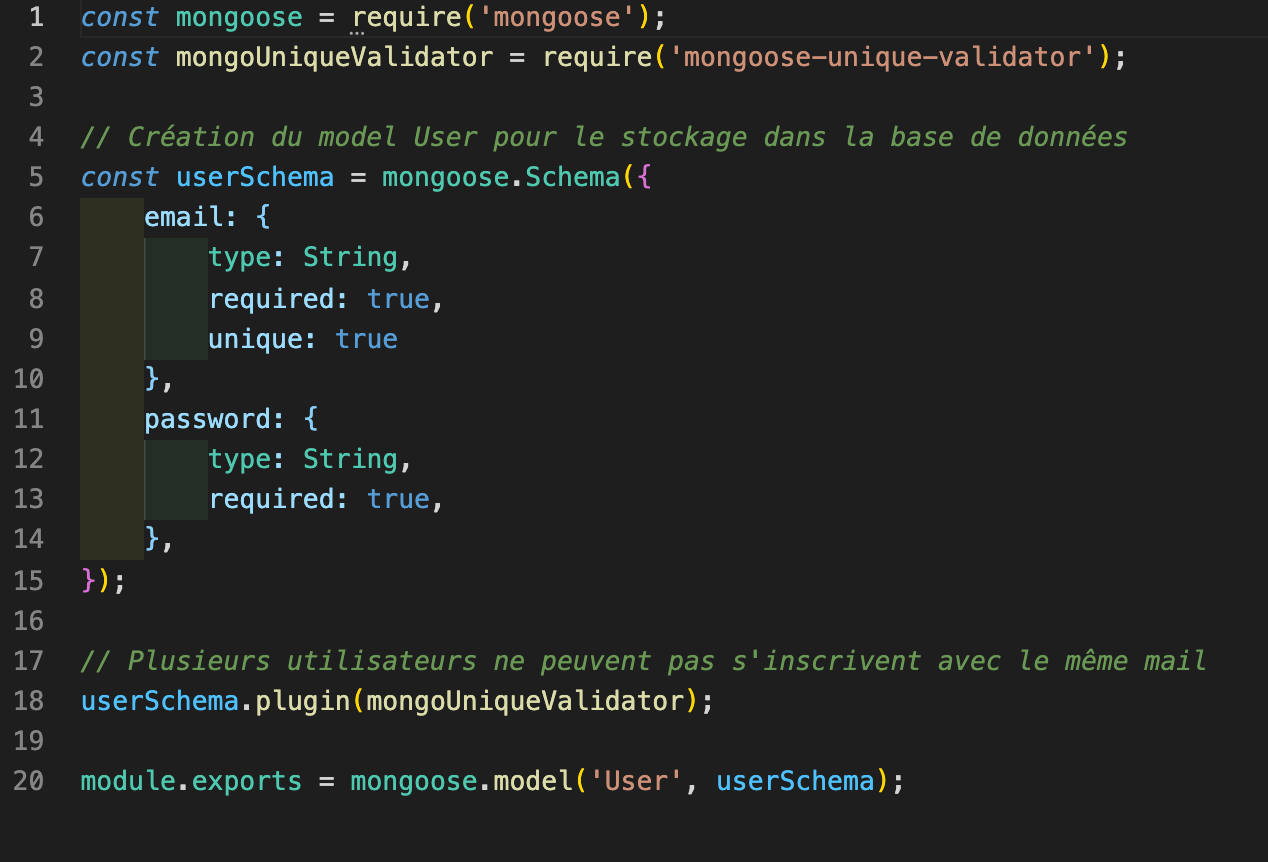 1 const mongoose = require('mongoose');
2 const mongoUniqueValidator = require('mongoose-unique-validator');
3
4 // Création du model User pour le stockage dans la base de données
5 const userSchema = mongoose.Schema({
6     email: {
7         type: String,
8         required: true,
9         unique: true
10     },
11     password: {
12         type: String,
13         required: true,
14     },
15 });
16
17 // Plusieurs utilisateurs ne peuvent pas s'inscrivent avec le même mail
18 userSchema.plugin(mongoUniqueValidator);
19
20 module.exports = mongoose.model('User', userSchema);